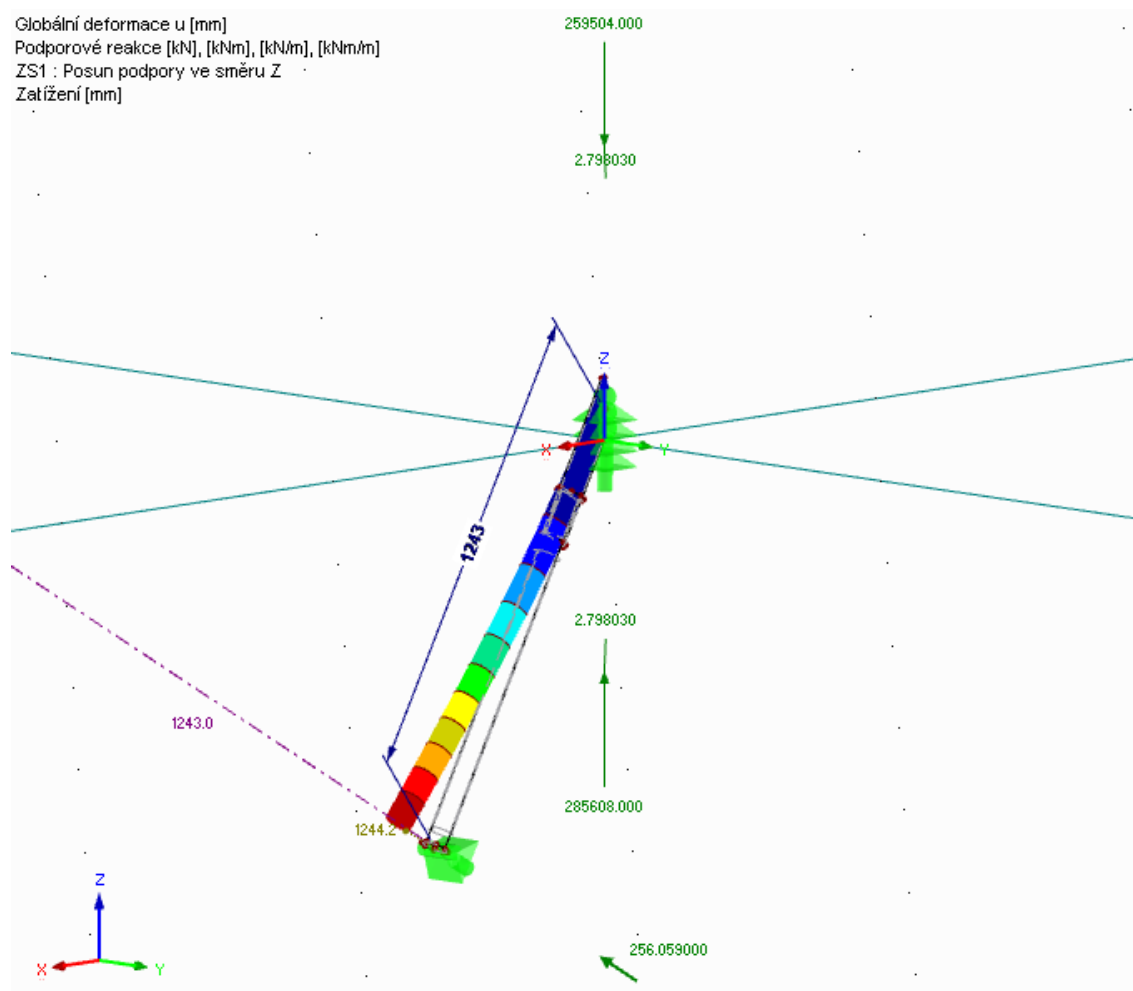 Globální deformace u [mm]
Podporové reakce [kN], [kNm], [kN/m], [kNm/m]
ZS1 : Posun podpory ve směru Z
Zatížení [mm]
259504.000
2.798030
Z
X
Y
1243
2.798030
1243.0
285608.000
1244.2
Z
256.059000
X
Y